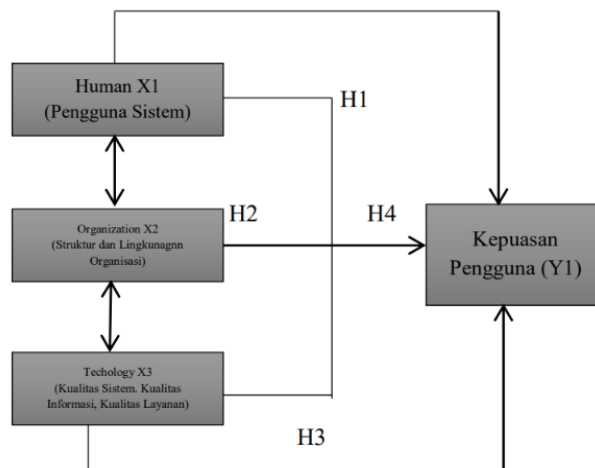 Human X1
(Pengguna Sistem)
H1
Organization X2
(Struktur dan Lingkunagnn
Organisasi)
H2
H4
Kepuasan
Pengguna (Y1)
Techology X3
(Kualitas Sistem. Kualitas
Informasi, Kualitas Layanan)
H3